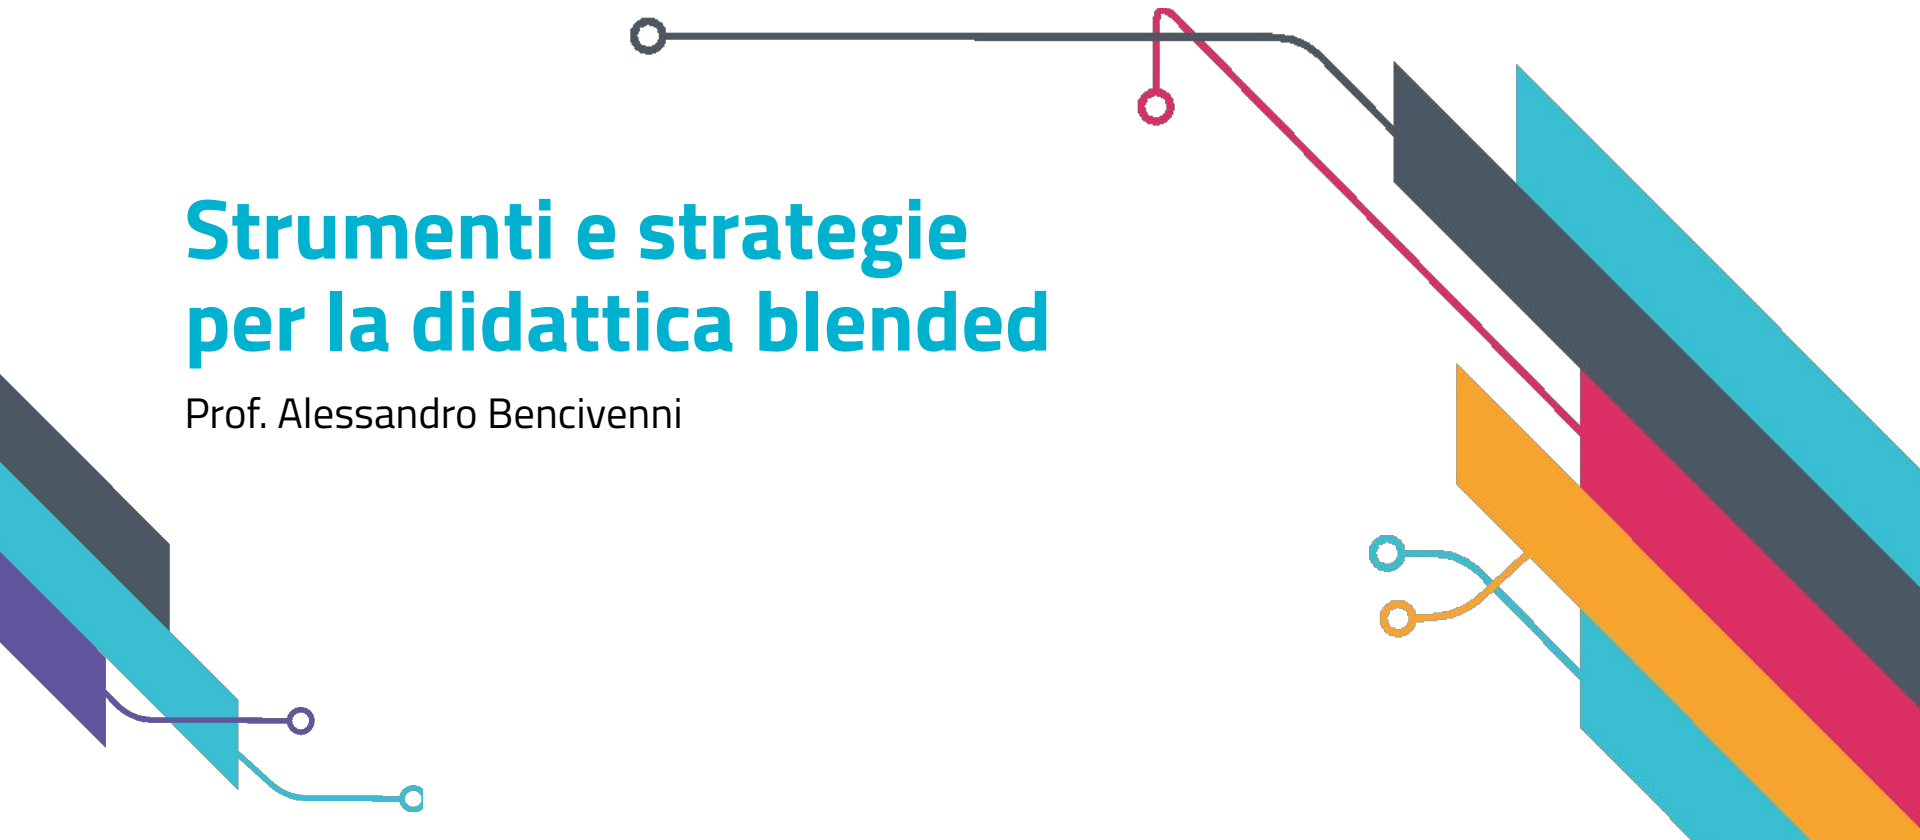 Strumenti e strategie
per la didattica blended
Prof. Alessandro Bencivenni